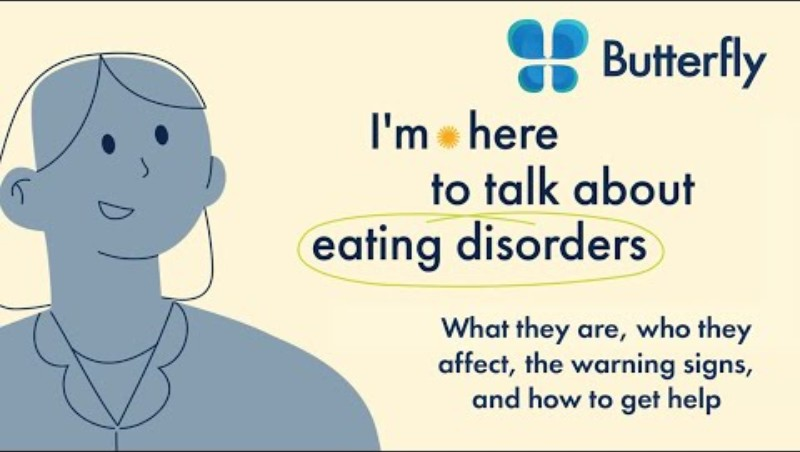 Butterfly
I'm here
to talk about
eating disorders
What they are, who they
affect, the warning signs,
and how to get help